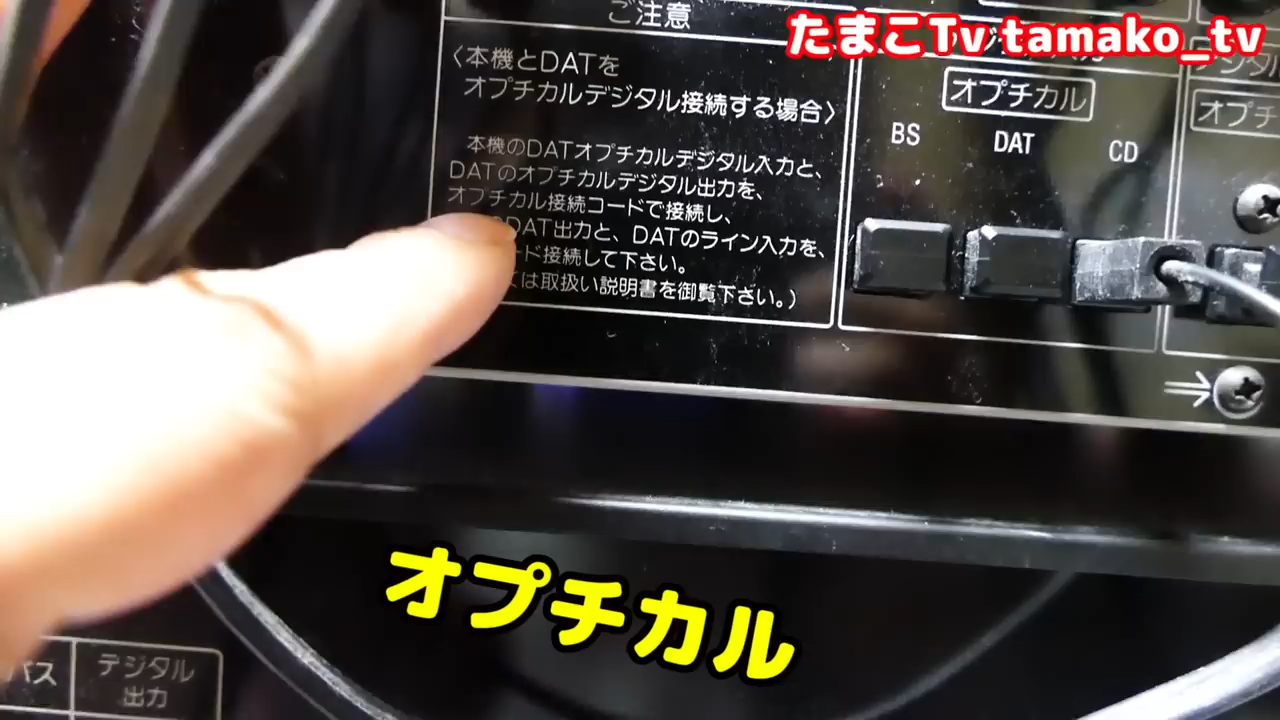 たまこTv tamako_tv
ご注意
〈本機とDATを
オプチカルデジタル接続する場合〉
本機のDATオプチカルデジタル入力と、
DATのオプチカルデジタル出力を、
オプチカル接続コードで接続し、
DAT出力と、DATのライン入力を、
ード接続して下さい。
ては取扱い説明書を御覧下さい。)
オプチカル
BS DAT CD
デジタル
オプチ
オプチカル
バス
デジタル
出力